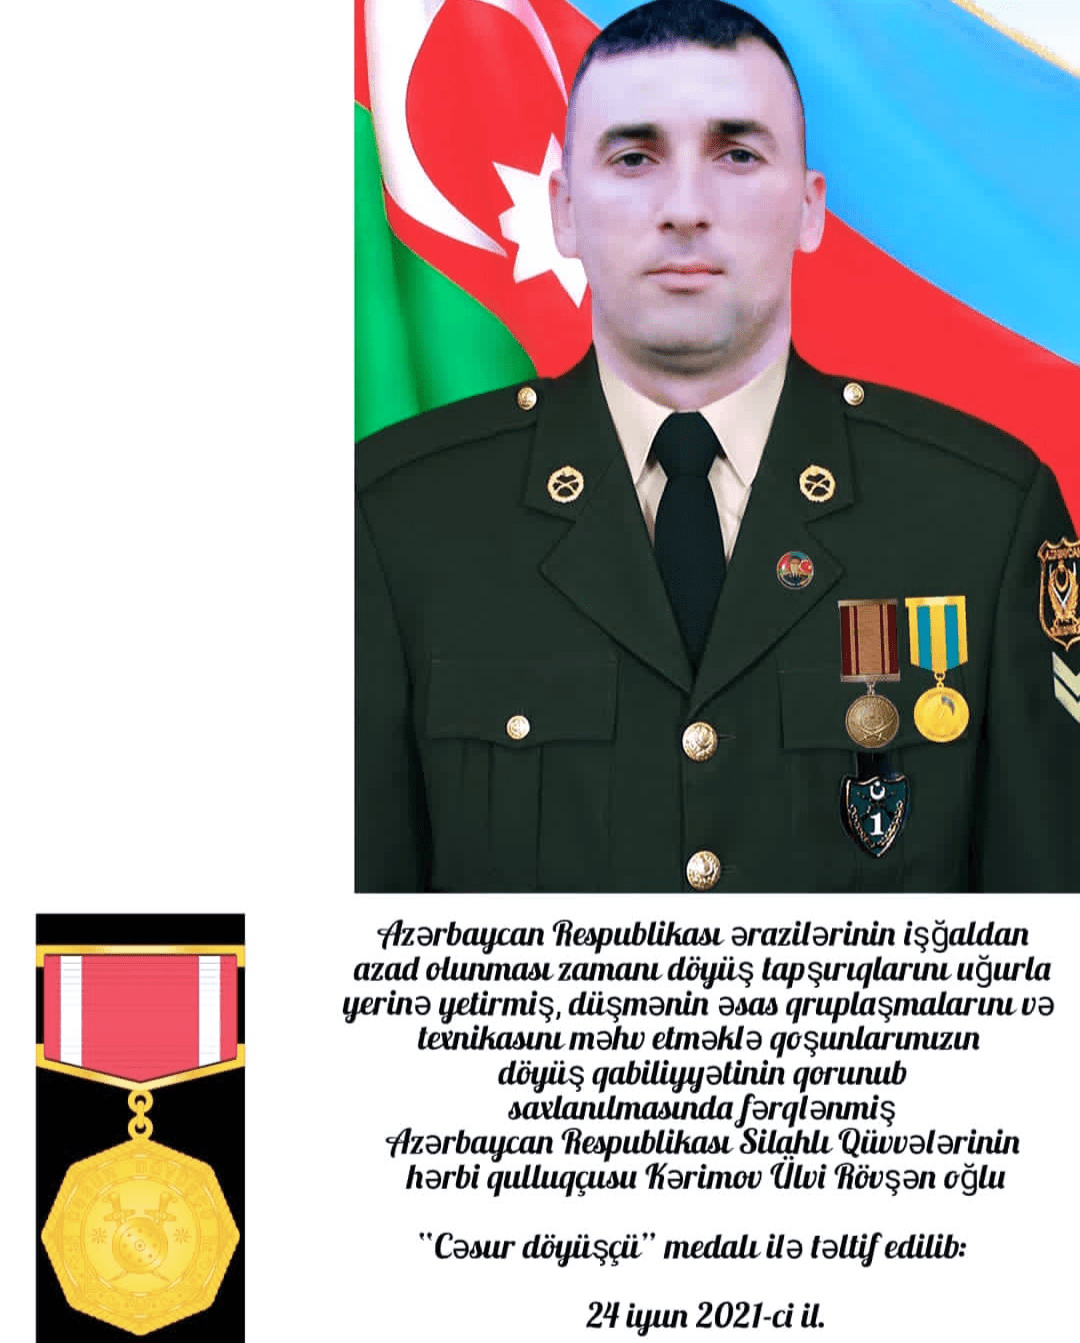 AZƏRBAYCAN
1
Azərbaycan Respublikası ərazilərinin işğaldan
azad olunması zamanı döyüş tapşırıqlarını uğurla
yerinə yetirmiş, düşmənin əsas qruplaşmalarını və
texnikasını məhv etməklə qoşunlarımızın
döyüş qabiliyyətinin qorunub
saxlanılmasında fərqlənmiş
Azərbaycan Respublikası Silahlı Qüvvələrinin
hərbi qulluqçusu Kərimov Ülvi Rövşən oğlu
“Cəsur döyüşçü” medalı ilə təltif edilib:
24 iyun 2021-ci il.